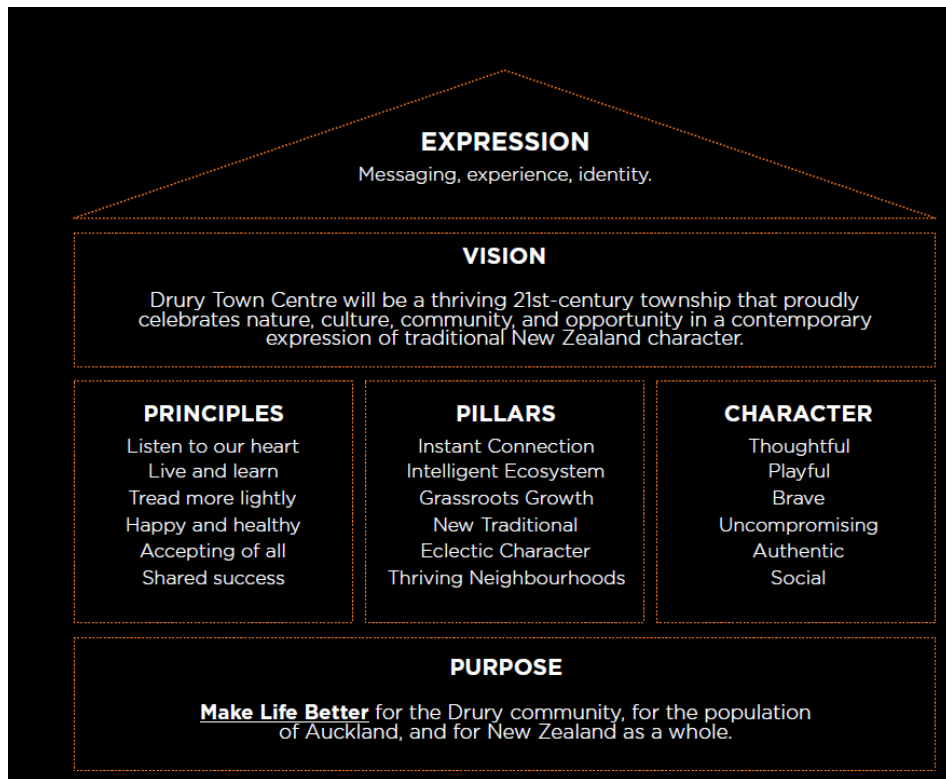 EXPRESSION
Messaging, experience, identity.
VISION
Drury Town Centre will be a thriving 21st-century township that proudly
celebrates nature, culture, community, and opportunity in a contemporary
expression of traditional New Zealand character.
PRINCIPLES
Listen to our heart
Live and learn
Tread more lightly
Happy and healthy
Accepting of all
Shared success
PILLARS
Instant Connection
Intelligent Ecosystem
Grassroots Growth
New Traditional
Eclectic Character
Thriving Neighbourhoods
CHARACTER
Thoughtful
Playful
Brave
Uncompromising
Authentic
Social
PURPOSE
Make Life Better for the Drury community, for the population
of Auckland, and for New Zealand as a whole.